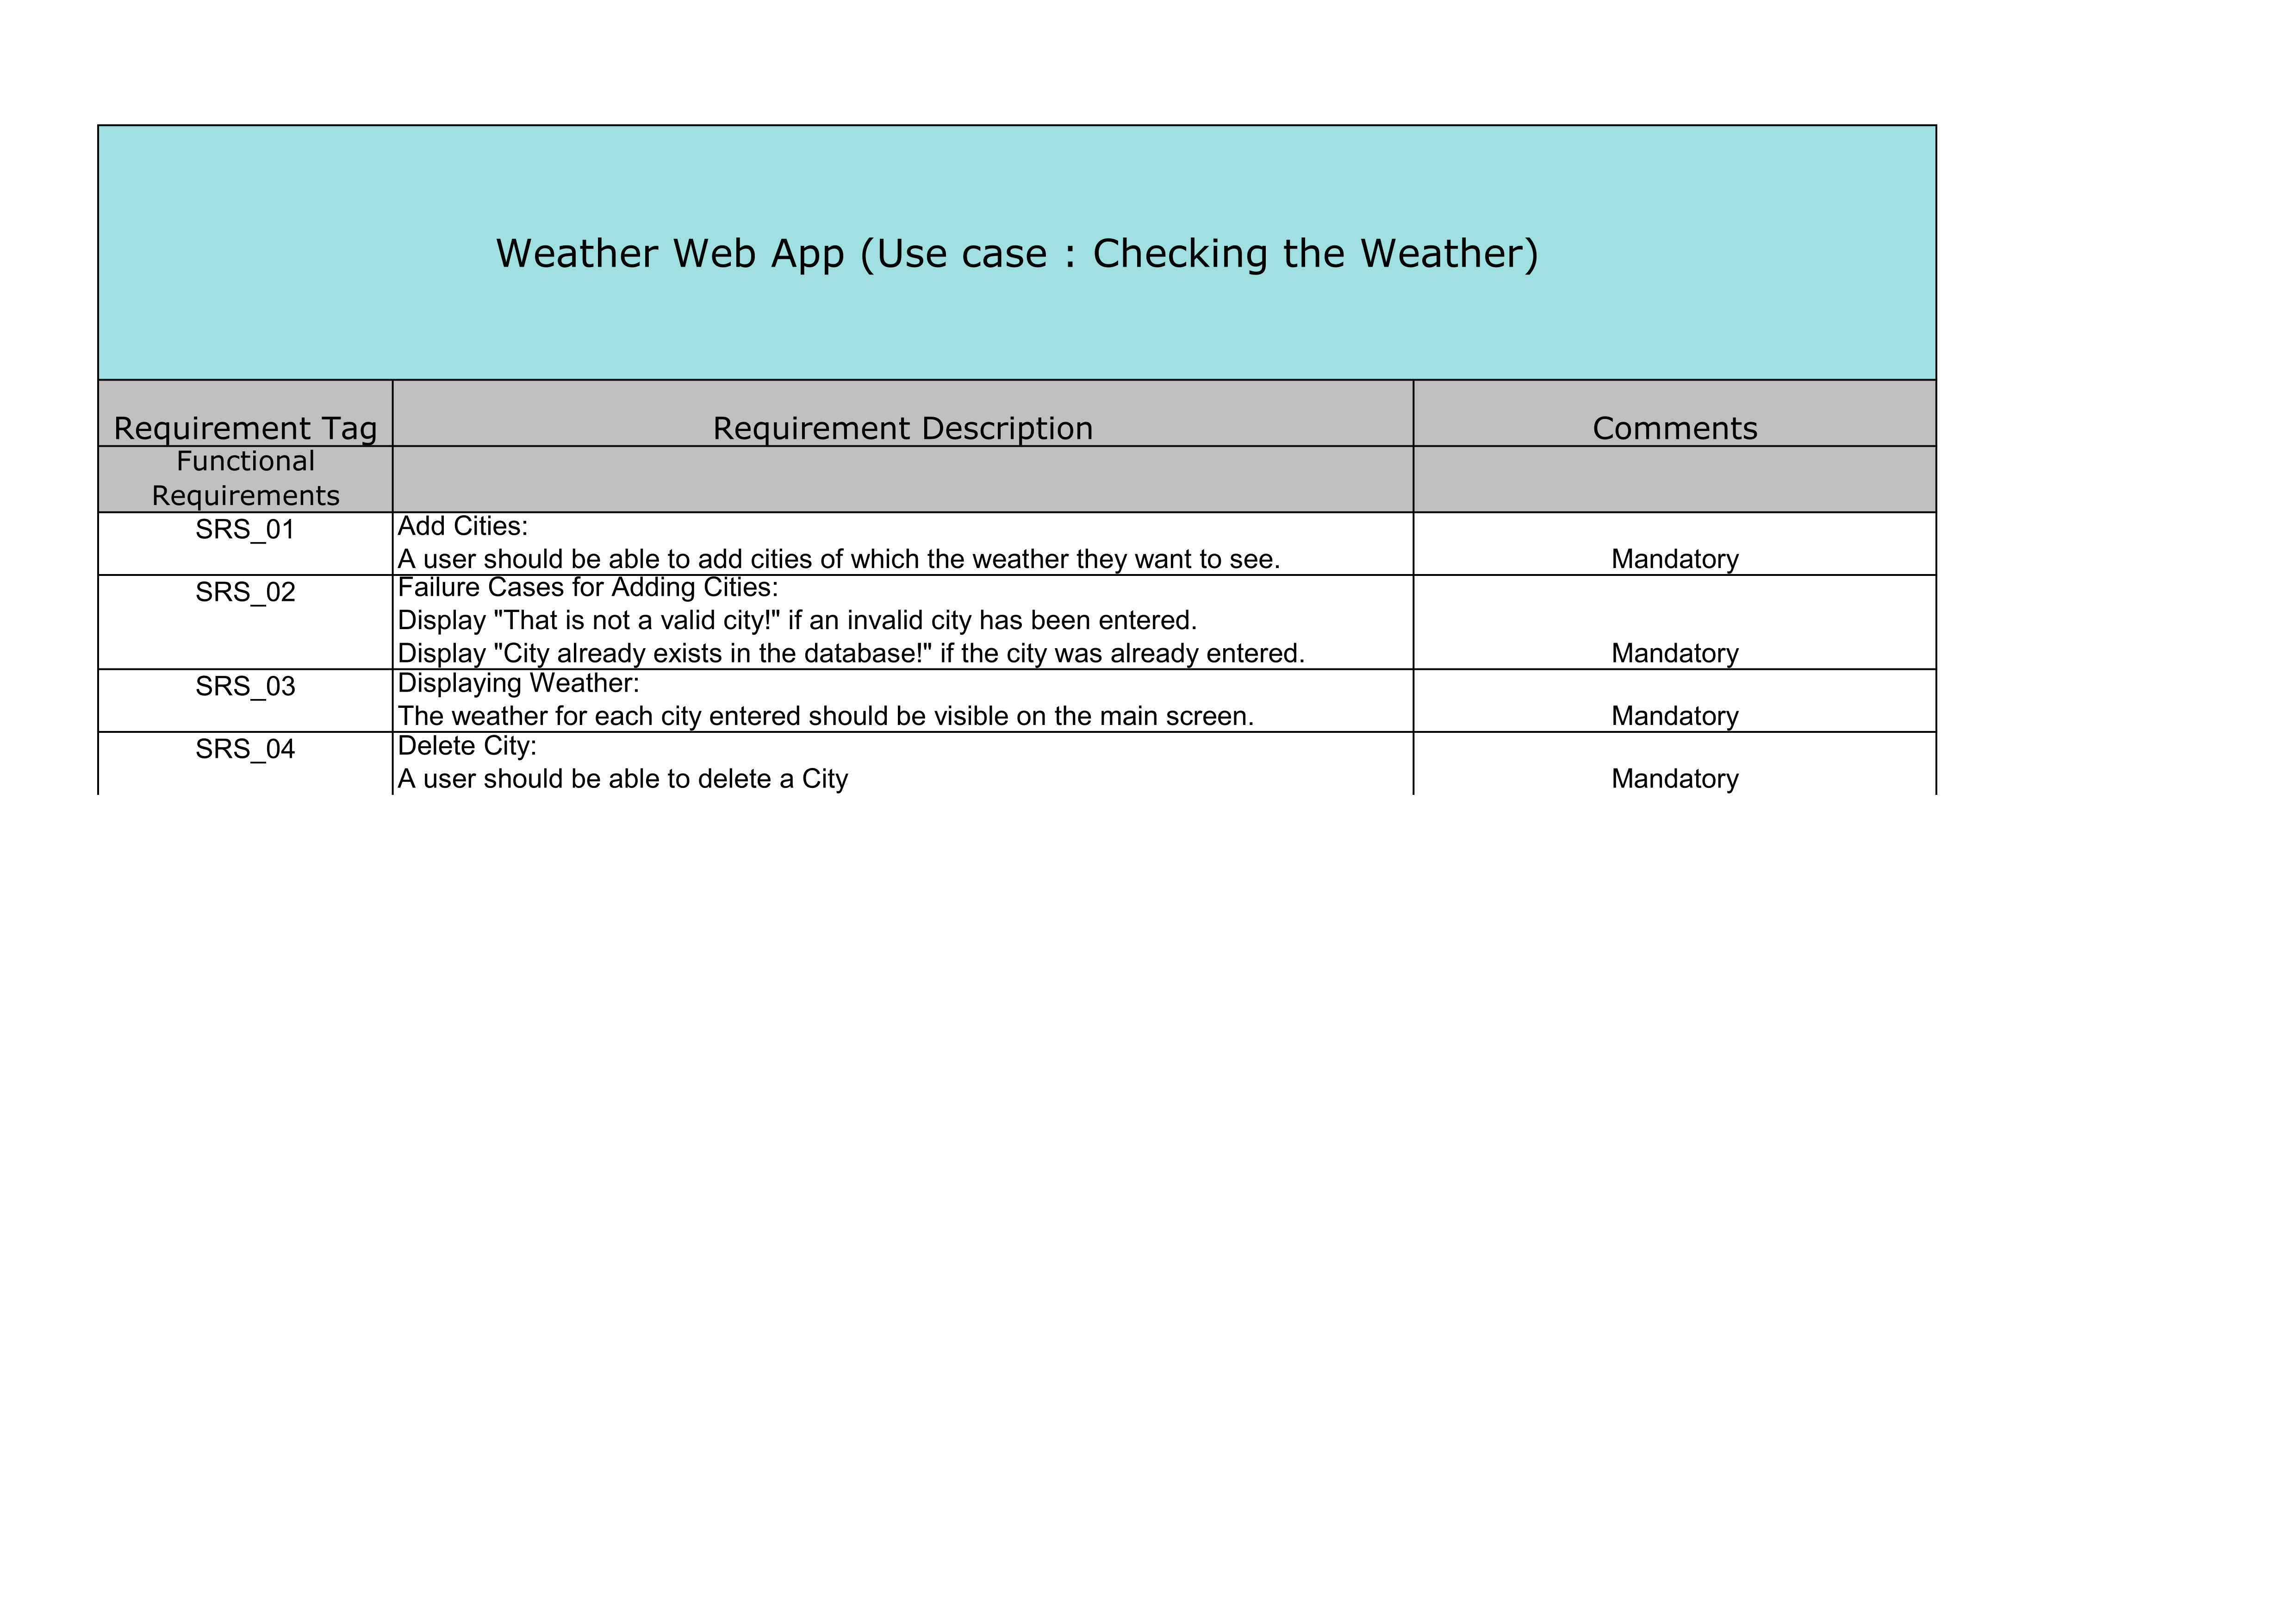 Weather Web App (Use case : Checking the Weather)
Requirement Tag Requirement Description Comments
Functional
Requirements
SRS_01 Add Cities:
A user should be able to add cities of which the weather they want to see. Mandatory
SRS_02 Failure Cases for Adding Cities:
Display "That is not a valid city!" if an invalid city has been entered.
Display "City already exists in the database!" if the city was already entered. Mandatory
SRS_03 Displaying Weather:
The weather for each city entered should be visible on the main screen. Mandatory
SRS_04 Delete City:
A user should be able to delete a City Mandatory